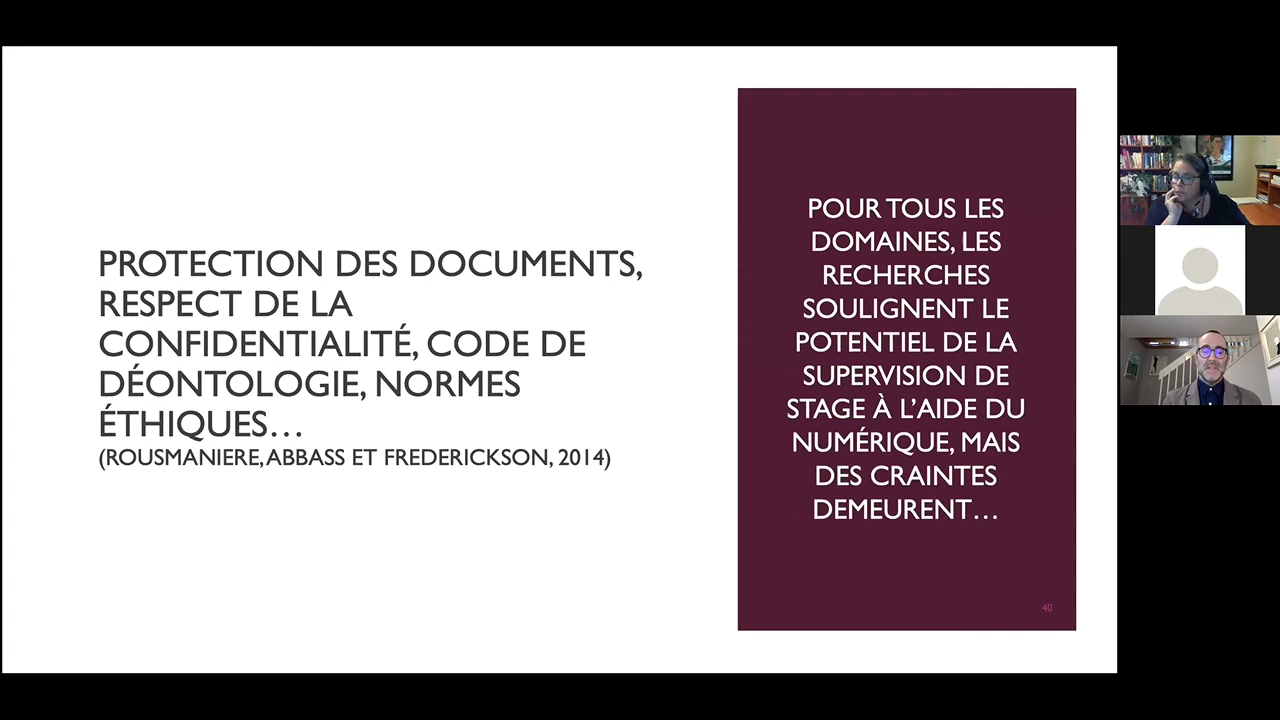 PROTECTION DES DOCUMENTS,
RESPECT DE LA
CONFIDENTIALITÉ, CODE DE
DÉONTOLOGIE, NORMES
ÉTHIQUES…
(ROUSMANIERE, ABBASS ET FREDERICKSON, 2014)
POUR TOUS LES
DOMAINES, LES
RECHERCHES
SOULIGNENT LE
POTENTIEL DE LA
SUPERVISION DE
STAGE À L’AIDE DU
NUMÉRIQUE, MAIS
DES CRAINTES
DEMEURENT…
40